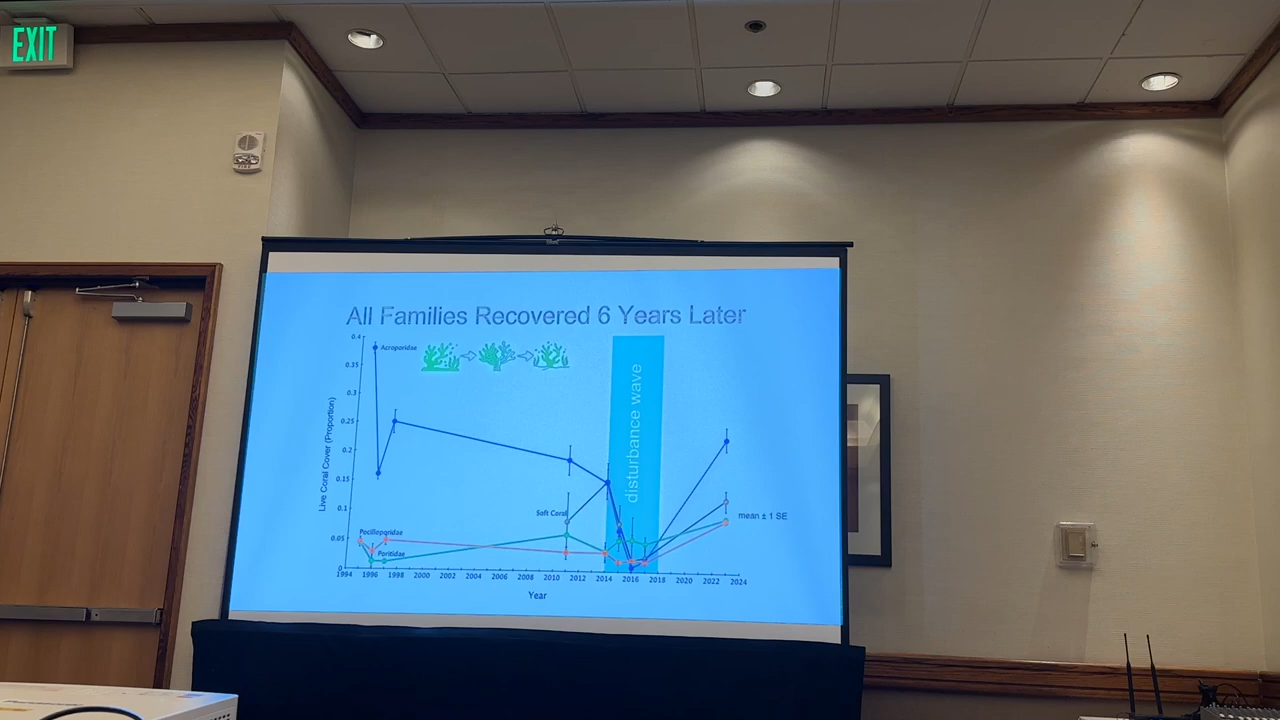 EXIT
FIRE
All Families Recovered 6 Years Later
0.4
0.35
0.3
0.25
0.2
0.15
0.1
0.05
0
Live Coral Cover (Proportion)
Acroporidae
Soft Coral
Pocilloporidae
Poritidae
disturbance wave
mean ± 1 SE
1994 1996 1998 2000 2002 2004 2006 2008 2010 2012 2014 2016 2018 2020 2022 2024
Year